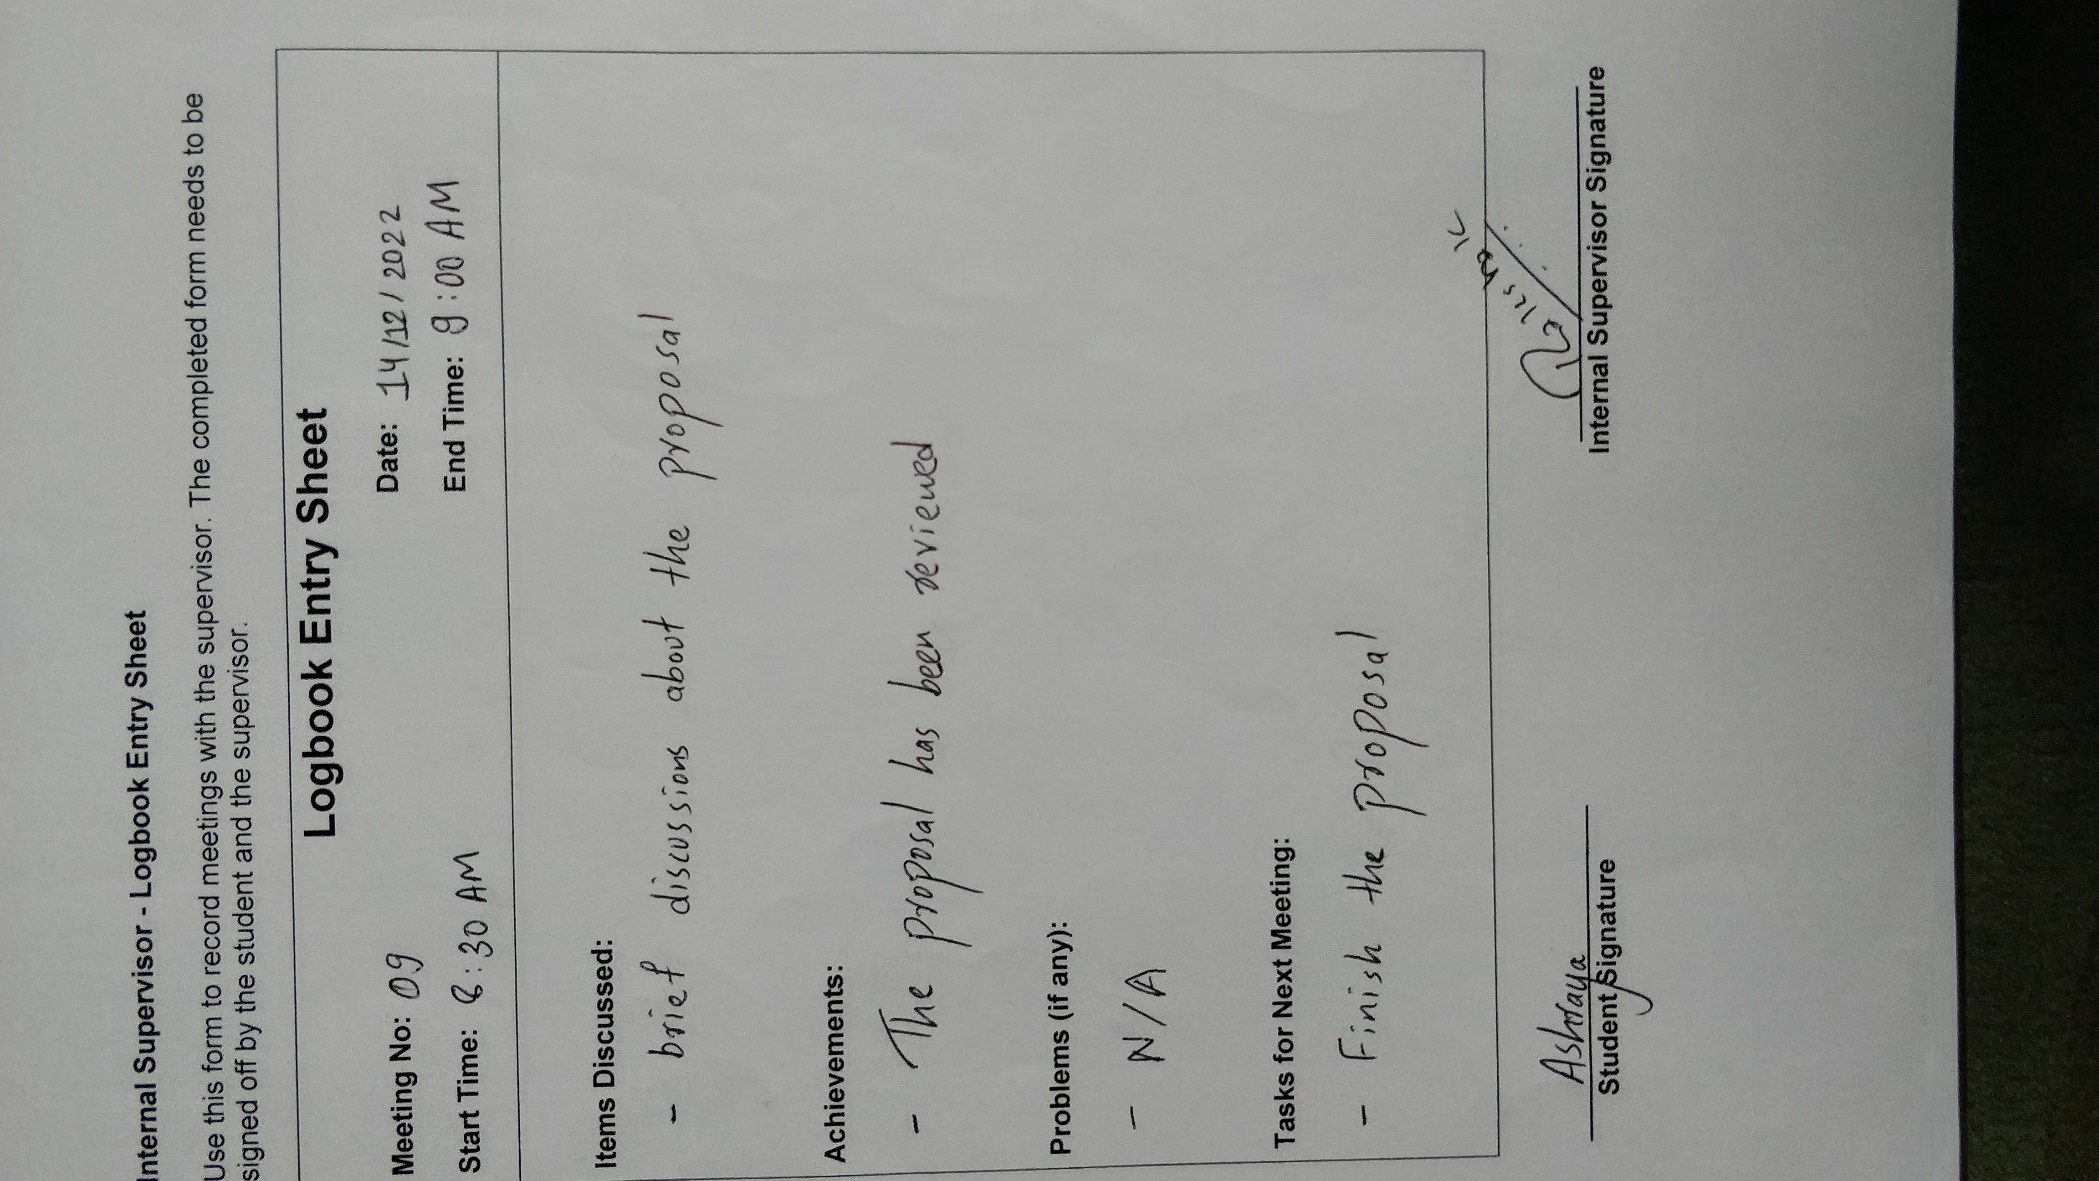 Internal Supervisor - Logbook Entry Sheet
Use this form to record meetings with the supervisor. The completed form needs to be
signed off by the student and the supervisor.
Logbook Entry Sheet
Meeting No: 09 Date: 14/12/2022
Start Time: 8:30 AM End Time: 9:00 AM
Items Discussed:
- brief discussions about the proposal
Achievements:
- The proposal has been reviewed
Problems (if any):
- N/A
Tasks for Next Meeting:
- Finish the proposal
Student Signature Internal Supervisor Signature